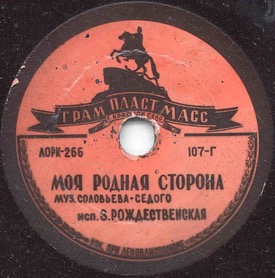 ГРАМ ПЛАСТ МАСС
ЛОРК-266 107-Г
МОЯ РОДНАЯ СТОРОНА
МУЗ. СОЛОВЬЕВА-СЕДОГО
исп. З. РОЖДЕСТВЕНСКАЯ